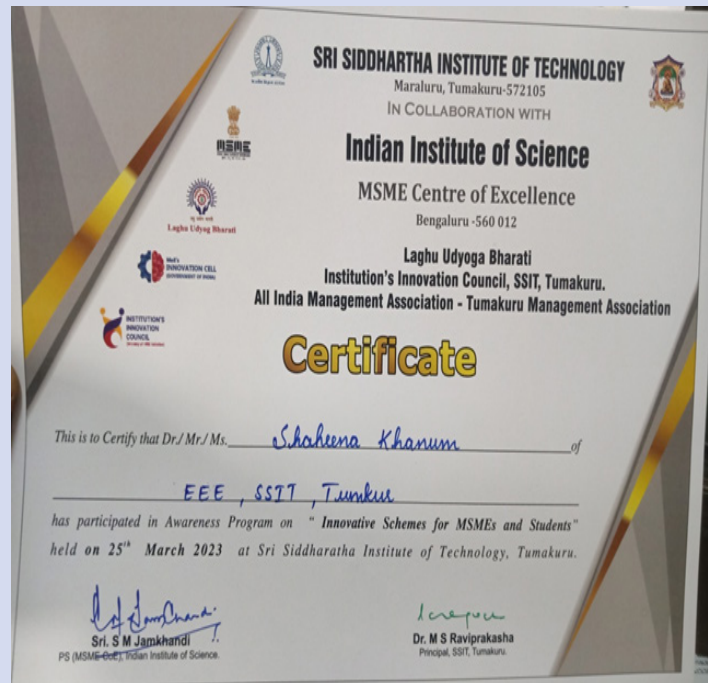 SRI SIDDHARTHA INSTITUTE OF TECHNOLOGY
Maraluru, Tumakuru-572105
IN COLLABORATION WITH
Indian Institute of Science
MSME Centre of Excellence
Bengaluru -560 012
MSME
Laghu Udyog Bharati
INNOVATION CELL
(GOVERNMENT OF INDIA)
INSTITUTION'S
INNOVATION
COUNCIL
Laghu Udyoga Bharati
Institution's Innovation Council, SSIT, Tumakuru.
All India Management Association - Tumakuru Management Association
Certificate
This is to Certify that Dr./ Mr./ Ms. Shaheena Khanum of
EEE , SSIT , Tumkur
has participated in Awareness Program on " Innovative Schemes for MSMEs and Students"
held on 25th March 2023 at Sri Siddharatha Institute of Technology, Tumakuru.
Sri. S M Jamkhandi
PS (MSME-CoE), Indian Institute of Science.
Dr. M S Raviprakasha
Principal, SSIT, Tumakuru.